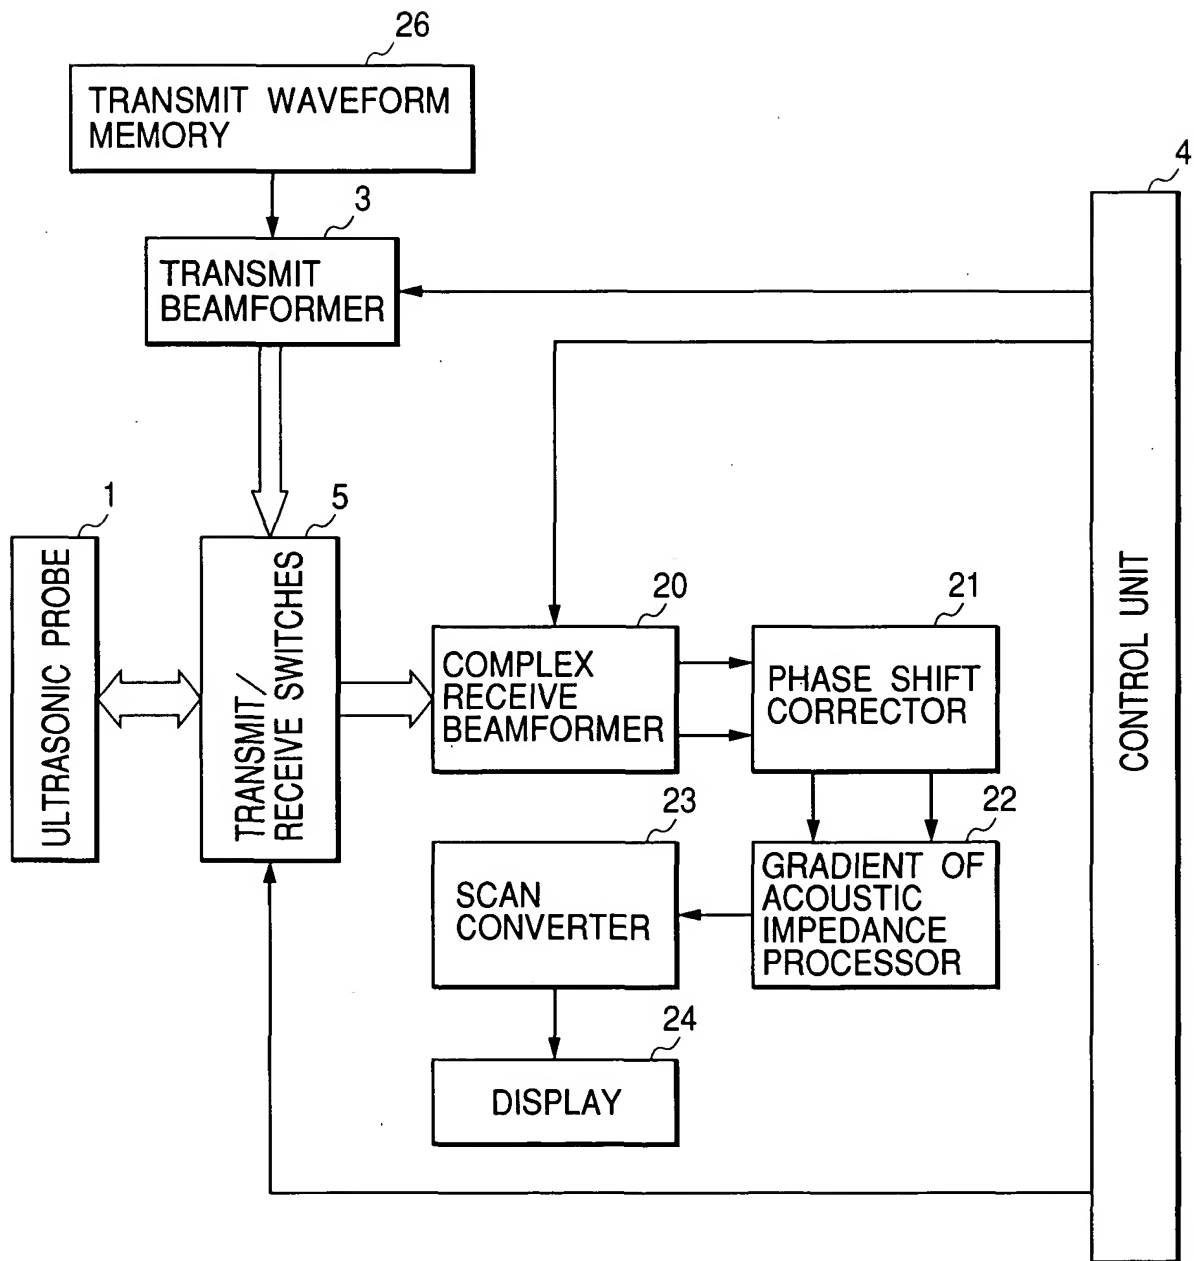 26
TRANSMIT WAVEFORM
MEMORY
3
TRANSMIT
BEAMFORMER
4
CONTROL UNIT
1
ULTRASONIC PROBE
5
TRANSMIT/
RECEIVE SWITCHES
20
COMPLEX
RECEIVE
BEAMFORMER
21
PHASE SHIFT
CORRECTOR
22
GRADIENT OF
ACOUSTIC
IMPEDANCE
PROCESSOR
23
SCAN
CONVERTER
24
DISPLAY